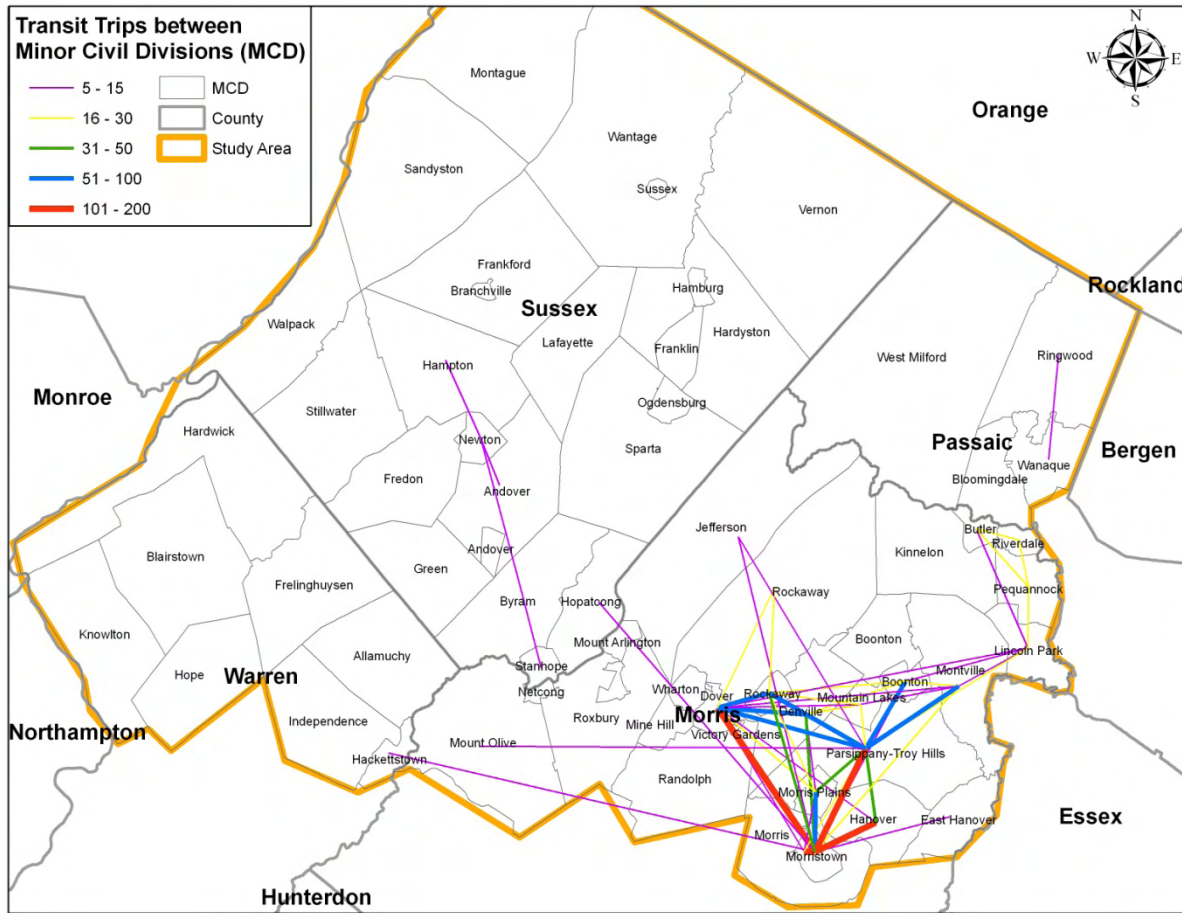 Transit Trips between
Minor Civil Divisions (MCD)
5 - 15
MCD
16 - 30
County
31 - 50
Study Area
51 - 100
101 - 200
N
W
E
S
Montague
Orange
Wantage
Sandyston
Sussex
Vernon
Frankford
Branchville
Hamburg
Rockland
Sussex
Walpack
Hardyston
Lafayette
Franklin
West Milford
Ringwood
Hampton
Monroe
Stillwater
Ogdensburg
Hardwick
Newton
Sparta
Passaic
Bergen
Wanaque
Fredon
Bloomingdale
Andover
Jefferson
Butler
Riverdale
Andover
Kinnelon
Blairstown
Green
Frelinghuysen
Pequannock
Rockaway
Byram
Hopatcong
Knowlton
Mount Arlington
Boonton
Lincoln Park
Allamuchy
Stanhope
Montville
Hope
Warren
Boonton
Netcong
Wharton
Dover
Rockaway
Mountain Lakes
Denville
Morris
Independence
Roxbury
Mine Hill
Northampton
Victory Gardens
Mount Olive
Parsippany-Troy Hills
Hackettstown
Randolph
Morris Plains
Essex
Hanover
East Hanover
Morris
Morristown
Hunterdon